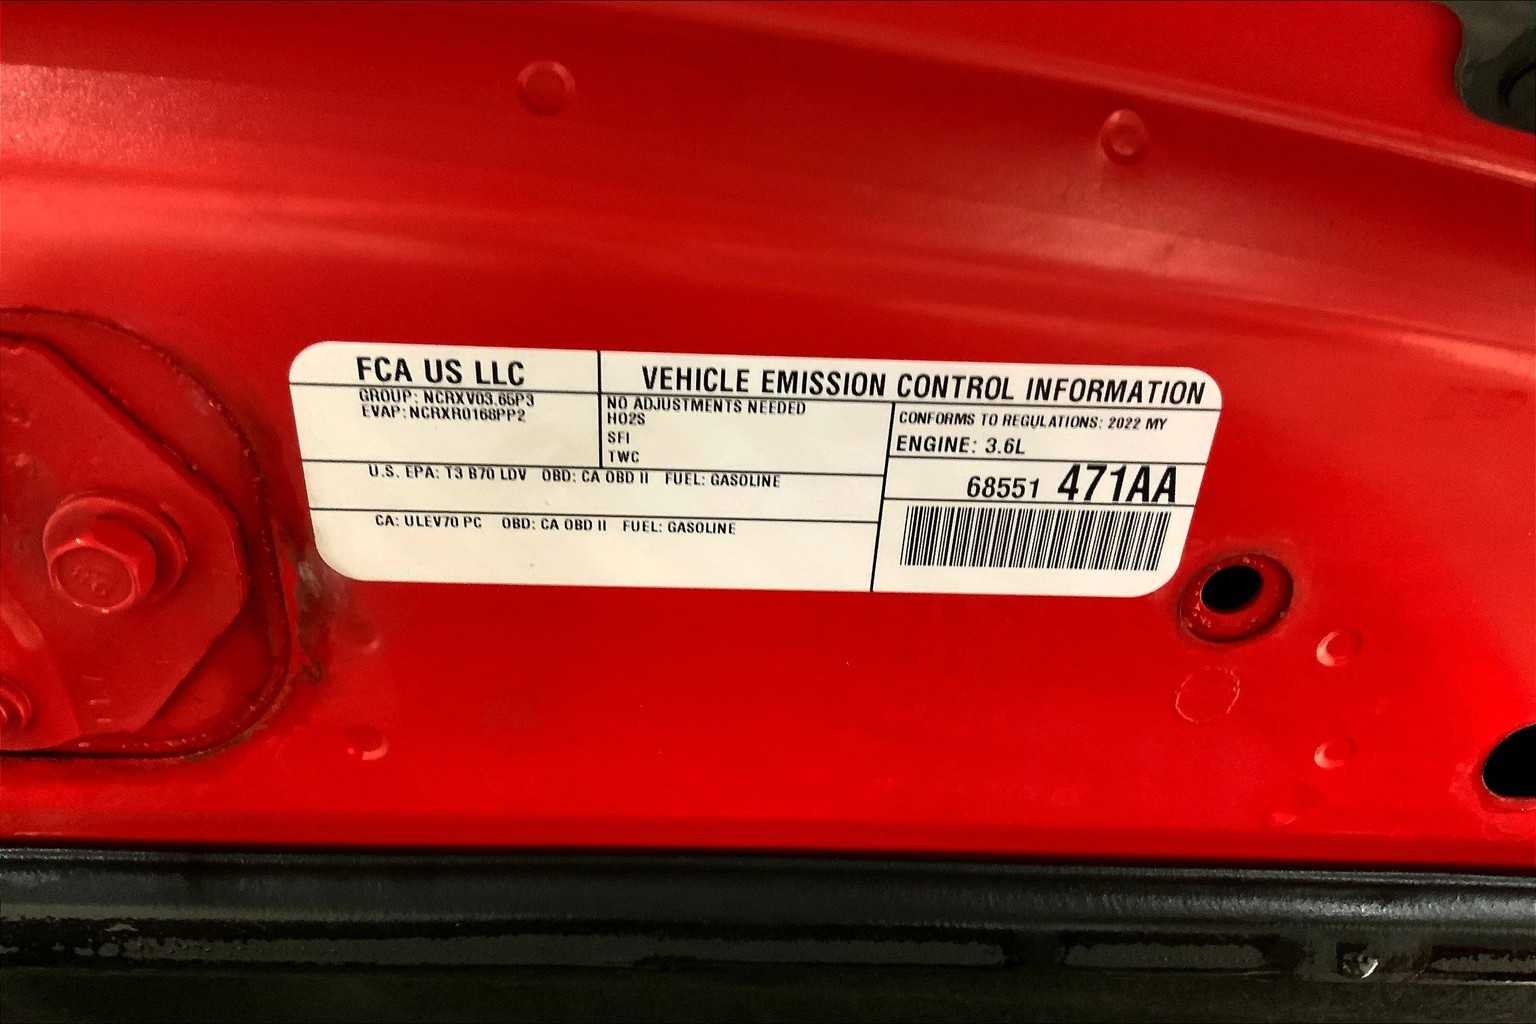 FCA US LLC
VEHICLE EMISSION CONTROL INFORMATION
GROUP: NCRXV03.65P3
EVAP: NCRXR0168PP2
NO ADJUSTMENTS NEEDED
HO2S
SFI
TWC
CONFORMS TO REGULATIONS: 2022 MY
ENGINE: 3.6L
U.S. EPA: T3 B70 LDV OBD: CA OBD II FUEL: GASOLINE
68551 471AA
CA: ULEV70 PC OBD: CA OBD II FUEL: GASOLINE